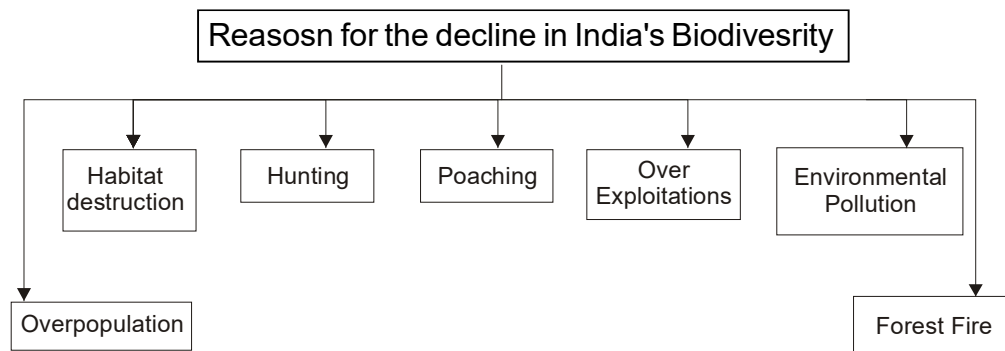 Reasosn for the decline in India's Biodivesrity
Habitat
destruction
Hunting
Poaching
Over
Exploitations
Environmental
Pollution
Overpopulation
Forest Fire